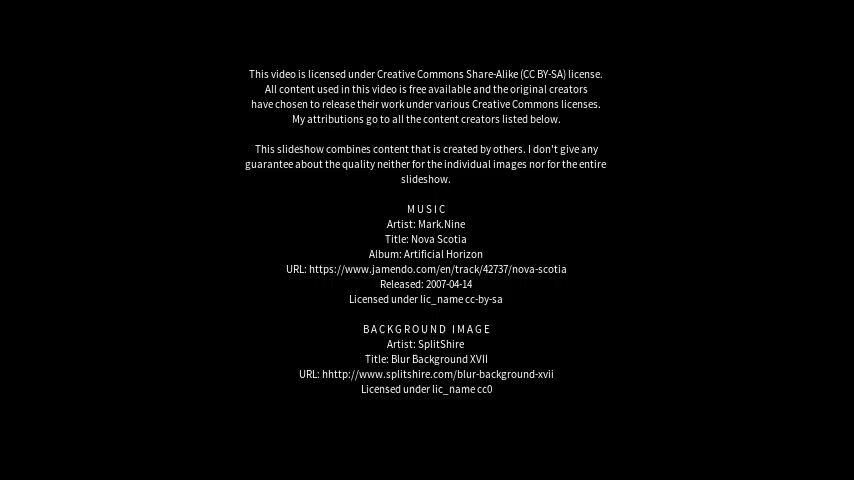 This video is licensed under Creative Commons Share-Alike (CC BY-SA) license.
All content used in this video is free available and the original creators
have chosen to release their work under various Creative Commons licenses.
My attributions go to all the content creators listed below.
This slideshow combines content that is created by others. I don't give any
guarantee about the quality neither for the individual images nor for the entire
slideshow.
MUSIC
Artist: Mark.Nine
Title: Nova Scotia
Album: Artificial Horizon
URL: https://www.jamendo.com/en/track/42737/nova-scotia
Released: 2007-04-14
Licensed under lic_name cc-by-sa
BACKGROUND IMAGE
Artist: SplitShire
Title: Blur Background XVII
URL: hhttp://www.splitshire.com/blur-background-xvii
Licensed under lic_name cc0